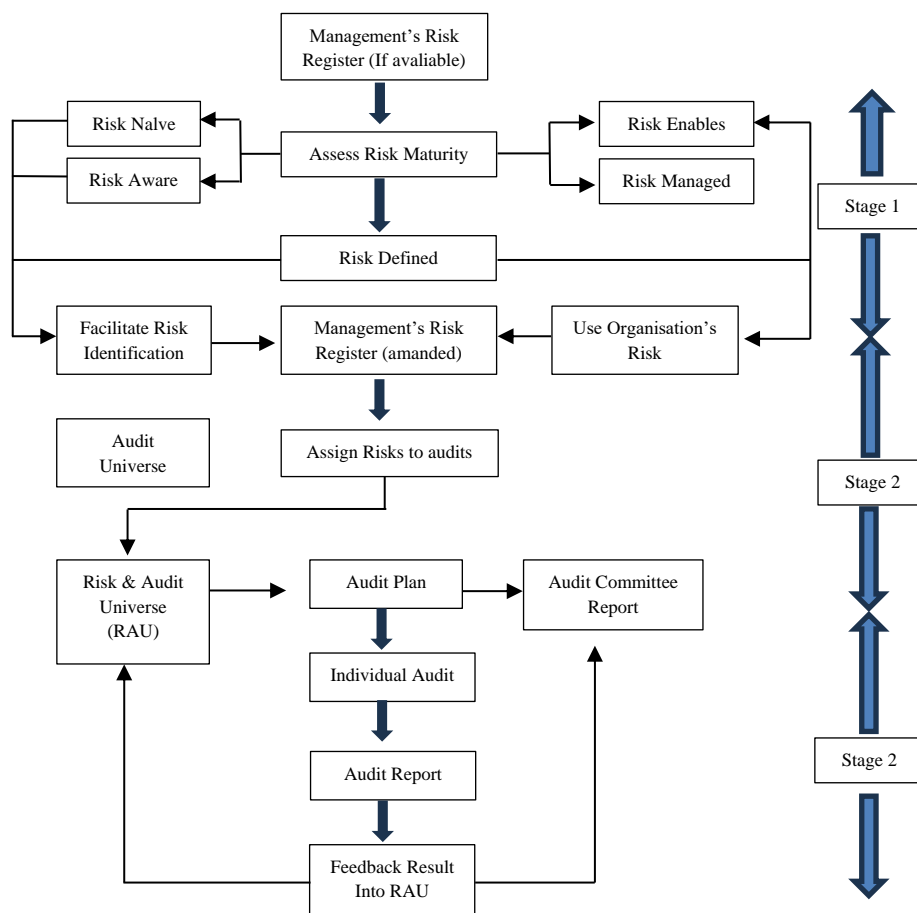 Management’s Risk
Register (If avaliable)
Risk Nalve
Risk Enables
Assess Risk Maturity
Risk Aware
Risk Managed
Stage 1
Risk Defined
Facilitate Risk
Identification
Management’s Risk
Register (amanded)
Use Organisation’s
Risk
Audit
Universe
Assign Risks to audits
Stage 2
Risk & Audit
Universe
(RAU)
Audit Plan
Audit Committee
Report
Individual Audit
Audit Report
Stage 2
Feedback Result
Into RAU